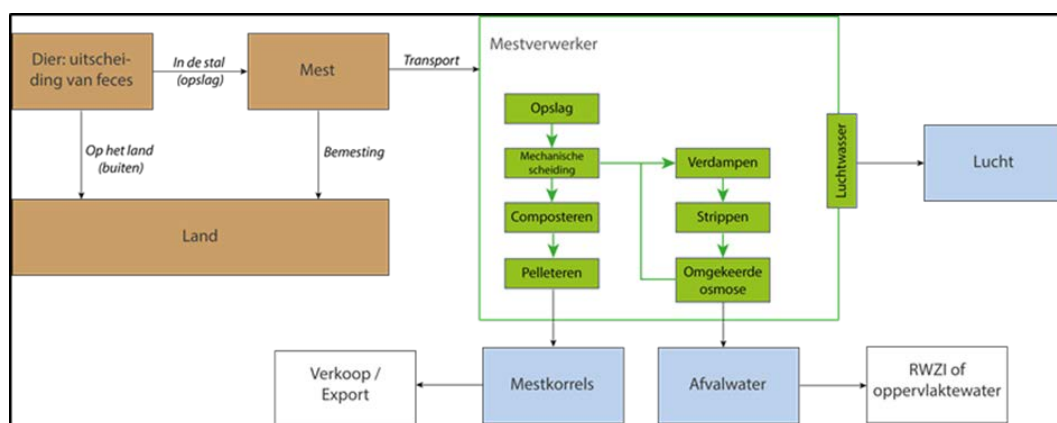 Dier: uitschei-
ding van feces
In de stal
(opslag)
Mest
Transport
Op het land
(buiten)
Bemesting
Land
Mestverwerker
Opslag
Mechanische
scheiding
Composteren
Pelleteren
Verdampen
Strippen
Omgekeerde
osmose
Luchtwasser
Lucht
Verkoop /
Export
Mestkorrels
Afvalwater
RWZI of
oppervlaktewater